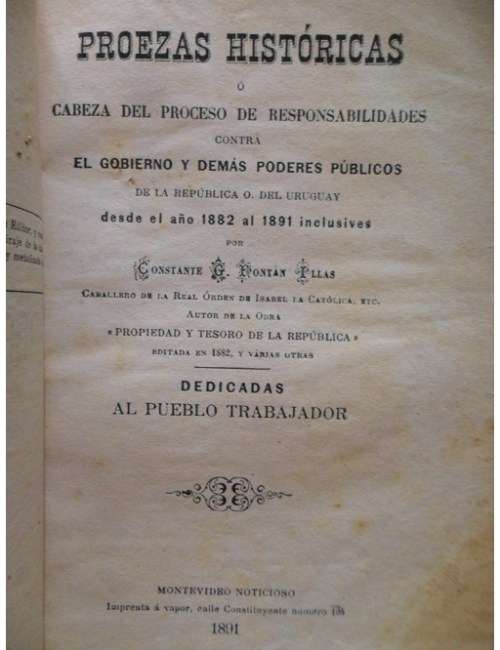 PROEZAS HISTÓRICAS
Ó
CABEZA DEL PROCESO DE RESPONSABILIDADES
CONTRA
EL GOBIERNO Y DEMÁS PODERES PÚBLICOS
DE LA REPÚBLICA O. DEL URUGUAY
desde el año 1882 al 1891 inclusives
POR
CONSTANTE G. FONTÁN ILLAS
CABALLERO DE LA REAL ÓRDEN DE ISABEL LA CATÓLICA, ETC.
AUTOR DE LA OBRA
«PROPIEDAD Y TESORO DE LA REPÚBLICA»
EDITADA EN 1882, Y VÁRIAS OTRAS
DEDICADAS
AL PUEBLO TRABAJADOR
MONTEVIDEO NOTICIOSO
Imprenta á vapor, calle Constituyente número
1891